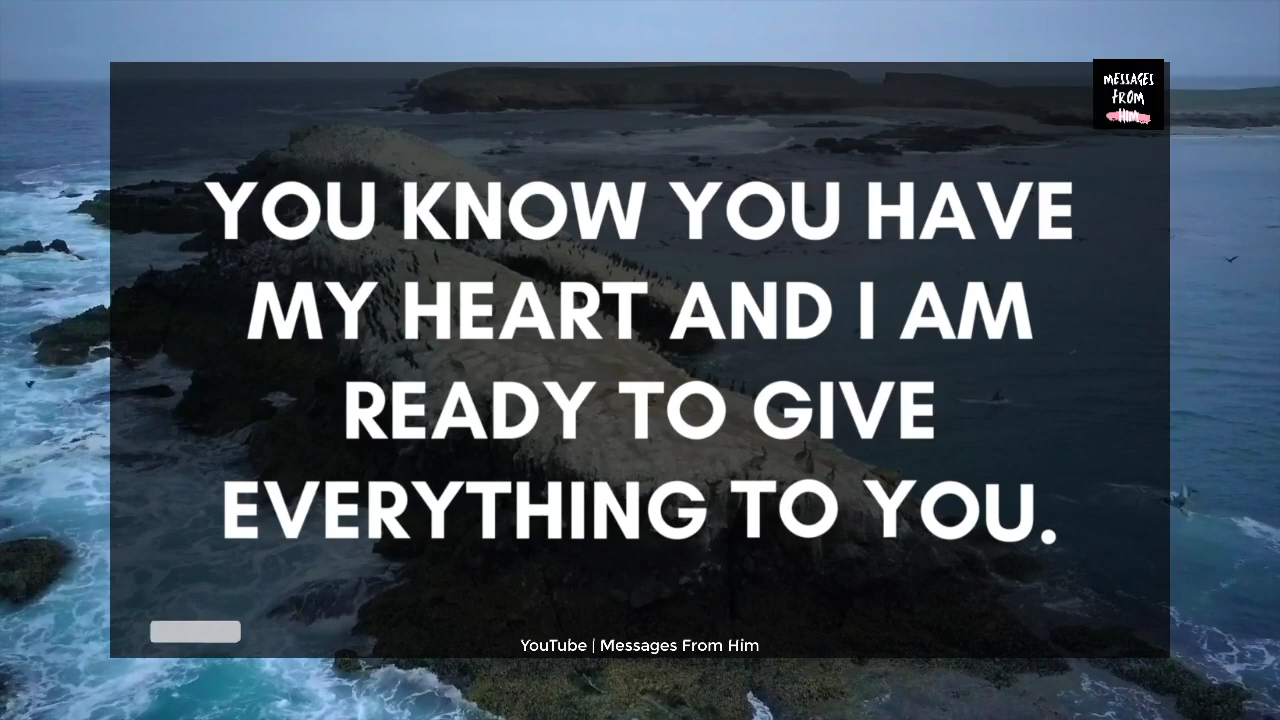 MESSAGES
FROM
HIM
YOU KNOW YOU HAVE
MY HEART AND I AM
READY TO GIVE
EVERYTHING TO YOU.
YouTube | Messages From Him